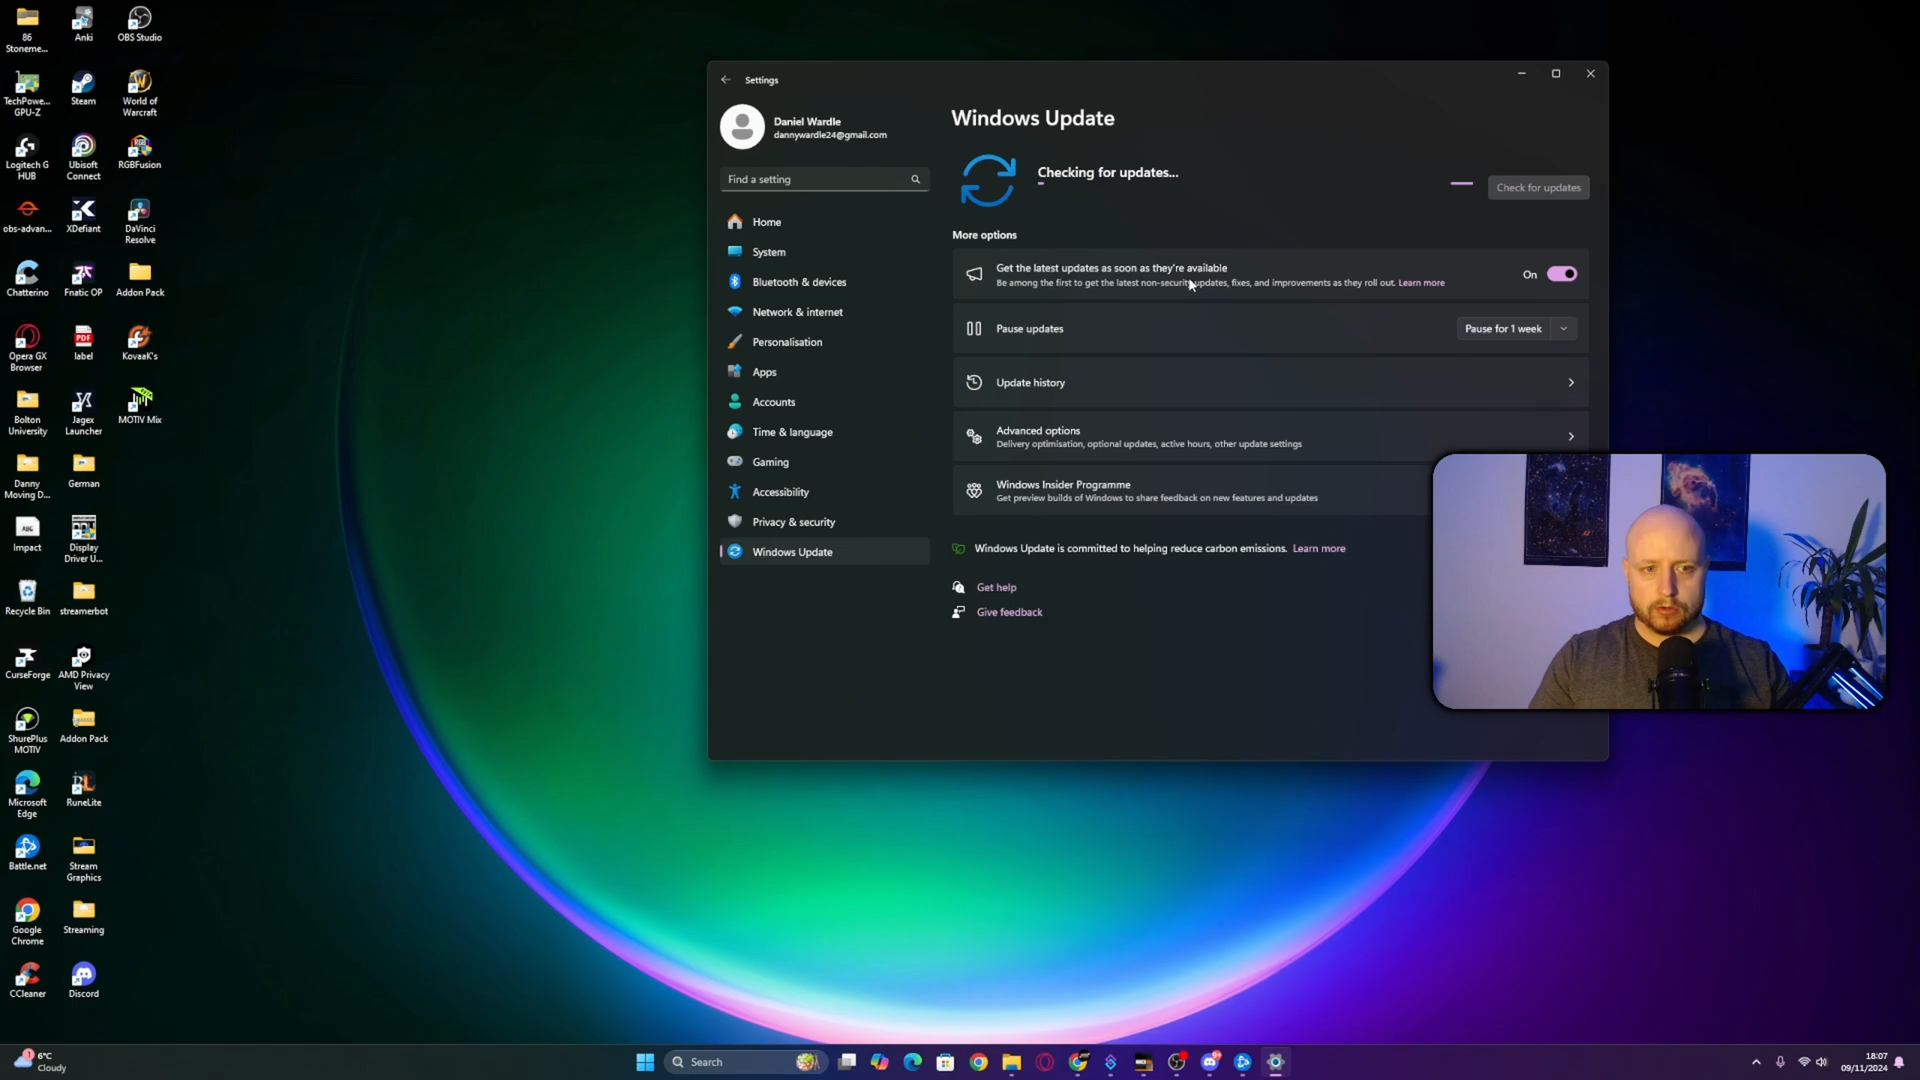 86
Stoneme...
Anki
OBS Studio
TechPowe...
GPU-Z
Steam
World of
Warcraft
Logitech G
HUB
Ubisoft
Connect
RGBFusion
obs-advan...
XDefiant
DaVinci
Resolve
Chatterino
Fnatic OP
Addon Pack
Opera GX
Browser
PDF
label
KovaaK's
Bolton
University
Jagex
Launcher
MOTIV Mix
Danny
Moving D...
German
ABG
Impact
Display
Driver U...
Recycle Bin
streamerbot
CurseForge
AMD Privacy
View
ShurePlus
MOTIV
Addon Pack
Microsoft
Edge
RuneLite
Battle.net
Stream
Graphics
Google
Chrome
Streaming
CCleaner
Discord
Settings
Daniel Wardle
dannywardle24@gmail.com
Find a setting
Home
System
Bluetooth & devices
Network & internet
Personalisation
Apps
Accounts
Time & language
Gaming
Accessibility
Privacy & security
Windows Update
Windows Update
Checking for updates...
Check for updates
More options
Get the latest updates as soon as they're available
Be among the first to get the latest non-security updates, fixes, and improvements as they roll out. Learn more
On
Pause updates
Pause for 1 week
Update history
Advanced options
Delivery optimisation, optional updates, active hours, other update settings
Windows Insider Programme
Get preview builds of Windows to share feedback on new features and updates
Windows Update is committed to helping reduce carbon emissions. Learn more
Get help
Give feedback
1
6°C
Cloudy
Search
18:07
09/11/2024